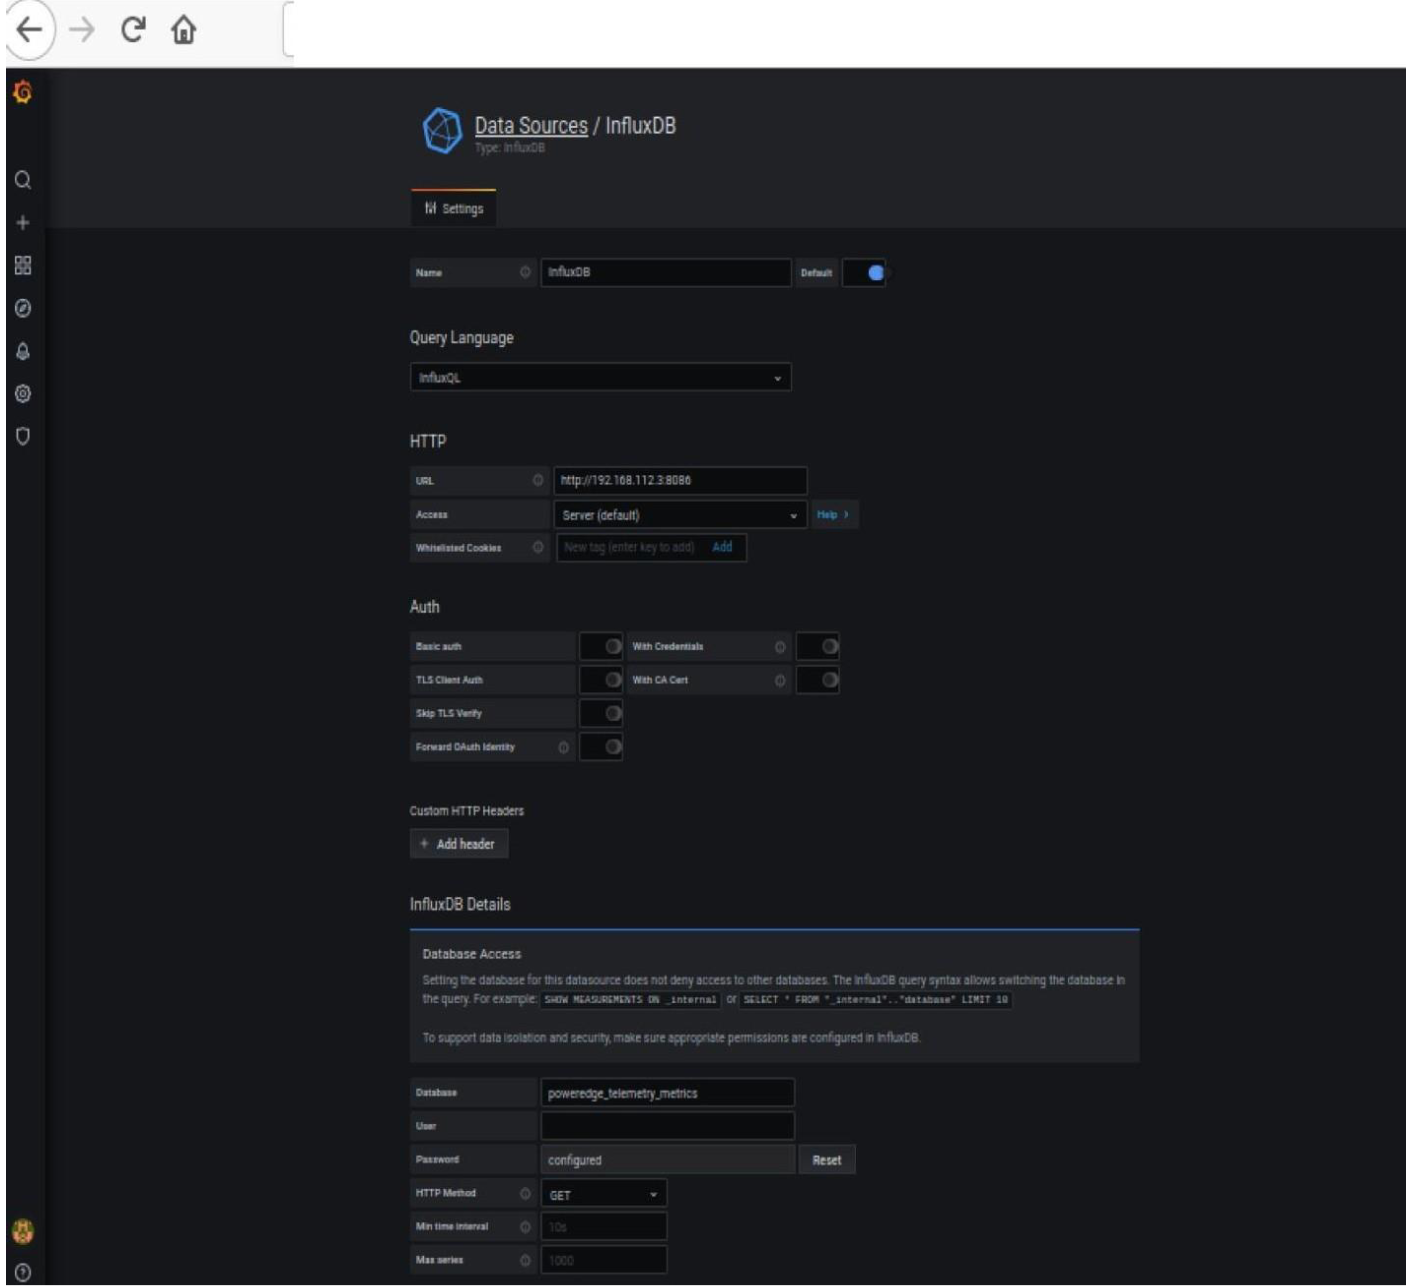 Data Sources / InfluxDB
Type: InfluxDB
Settings
Name InfluxDB Default
Query Language
InfluxQL
HTTP
URL http://192.168.112.3:8086
Access Server (default) Help >
Whitelisted Cookies New tag (enter key to add) Add
Auth
Basic auth With Credentials
TLS Client Auth With CA Cert
Skip TLS Verify
Forward OAuth Identity
Custom HTTP Headers
+ Add header
InfluxDB Details
Database Access
Setting the database for this datasource does not deny access to other databases. The InfluxDB query syntax allows switching the database in
the query. For example: SHOW MEASUREMENTS ON _internal or SELECT * FROM "_internal".."database" LIMIT 10
To support data isolation and security, make sure appropriate permissions are configured in InfluxDB.
Database poweredge_telemetry_metrics
User
Password configured Reset
HTTP Method GET
Min time interval 10s
Max series 1000